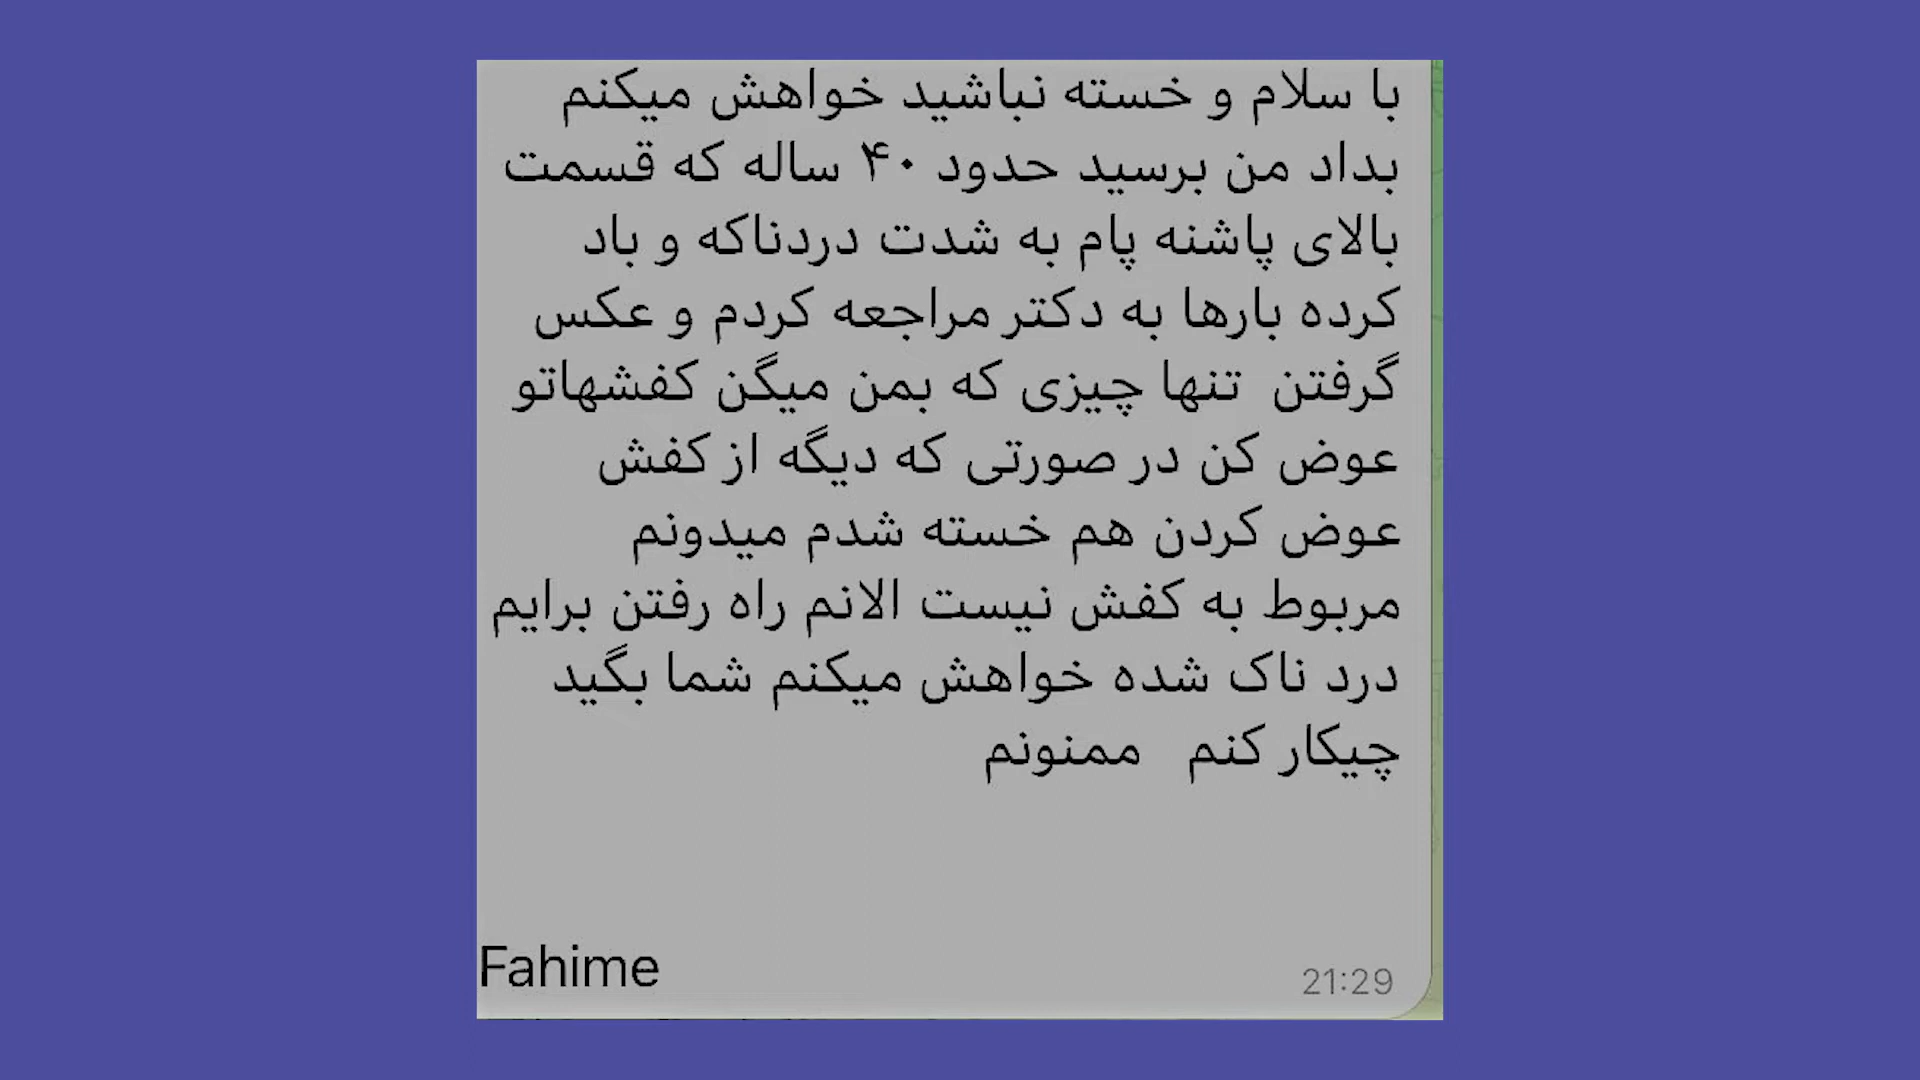 با سلام و خسته نباشید خواهش میکنم
بداد من برسید حدود ۴۰ ساله که قسمت
بالای پاشنه پام به شدت دردناکه و باد
کرده بارها به دکتر مراجعه کردم و عکس
گرفتن تنها چیزی که بمن میگن کفشهاتو
عوض کن در صورتی که دیگه از کفش
عوض کردن هم خسته شدم میدونم
مربوط به کفش نیست الانم راه رفتن برایم
درد ناک شده خواهش میکنم شما بگید
چیکار کنم ممنونم
Fahime
21:29